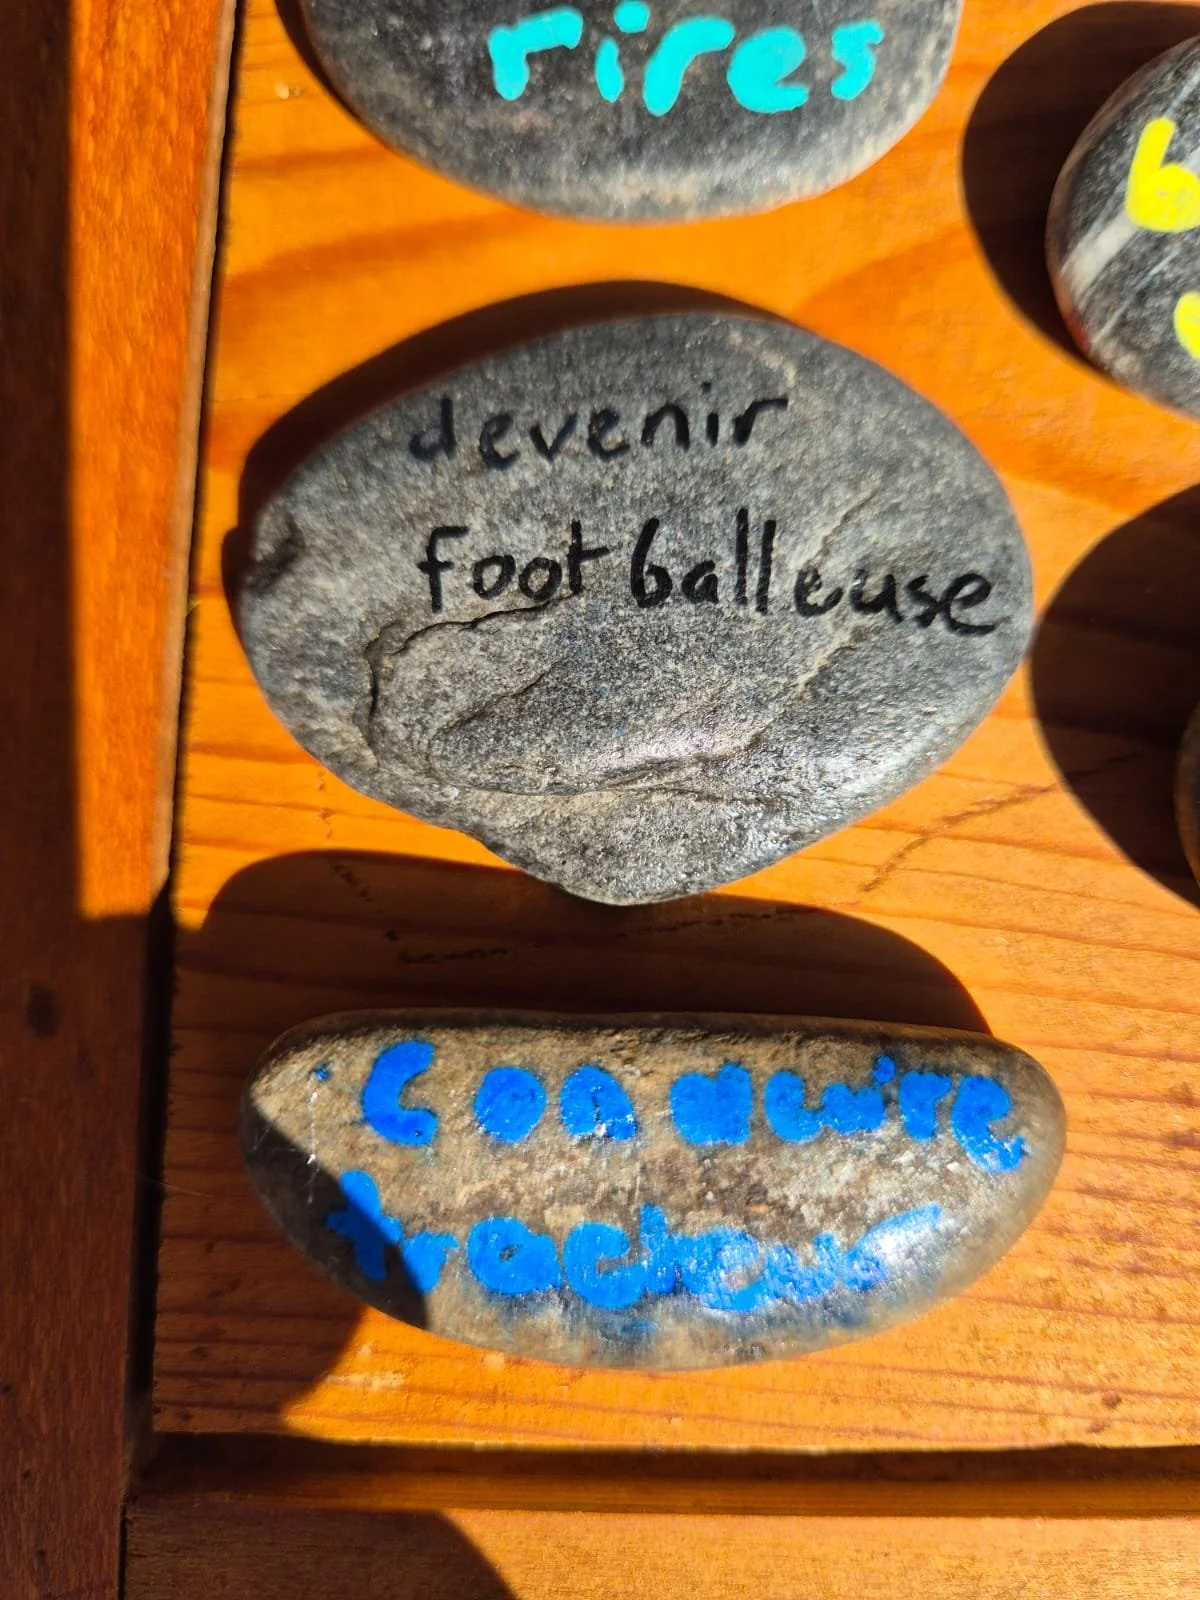 rires
devenir
footballeuse
Conduire
tracteur